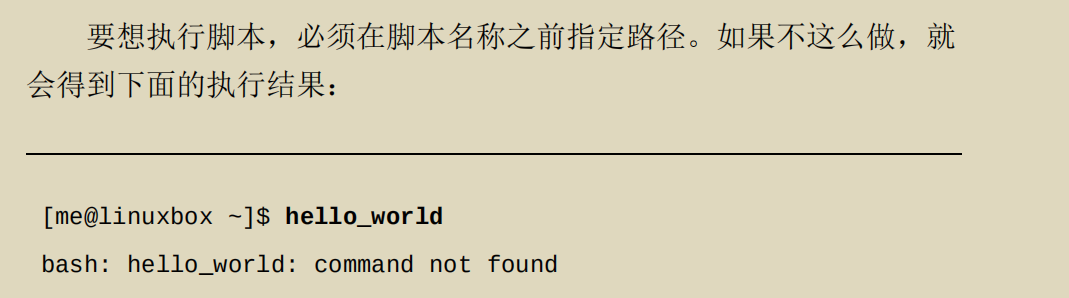 要想执行脚本，必须在脚本名称之前指定路径。如果不这么做，就
会得到下面的执行结果：
[me@linuxbox ~]$ hello_world
bash: hello_world: command not found